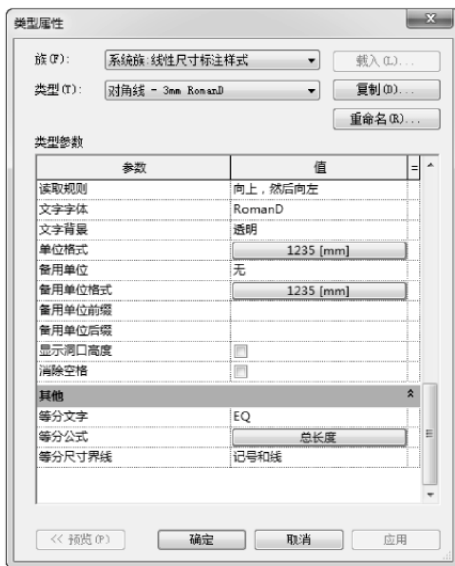 类型属性
族(F): 系统族:线性尺寸标注样式 载入(L)...
类型(T): 对角线 - 3mm RomanD 复制(D)...
重命名(R)...
类型参数
参数 值 =
读取规则 向上，然后向左
文字字体 RomanD
文字背景 透明
单位格式 1235 [mm]
备用单位 无
备用单位格式 1235 [mm]
备用单位前缀
备用单位后缀
显示洞口高度
消除空格
其他
等分文字 EQ
等分公式 总长度
等分尺寸界线 记号和线
<< 预览(P) 确定 取消 应用